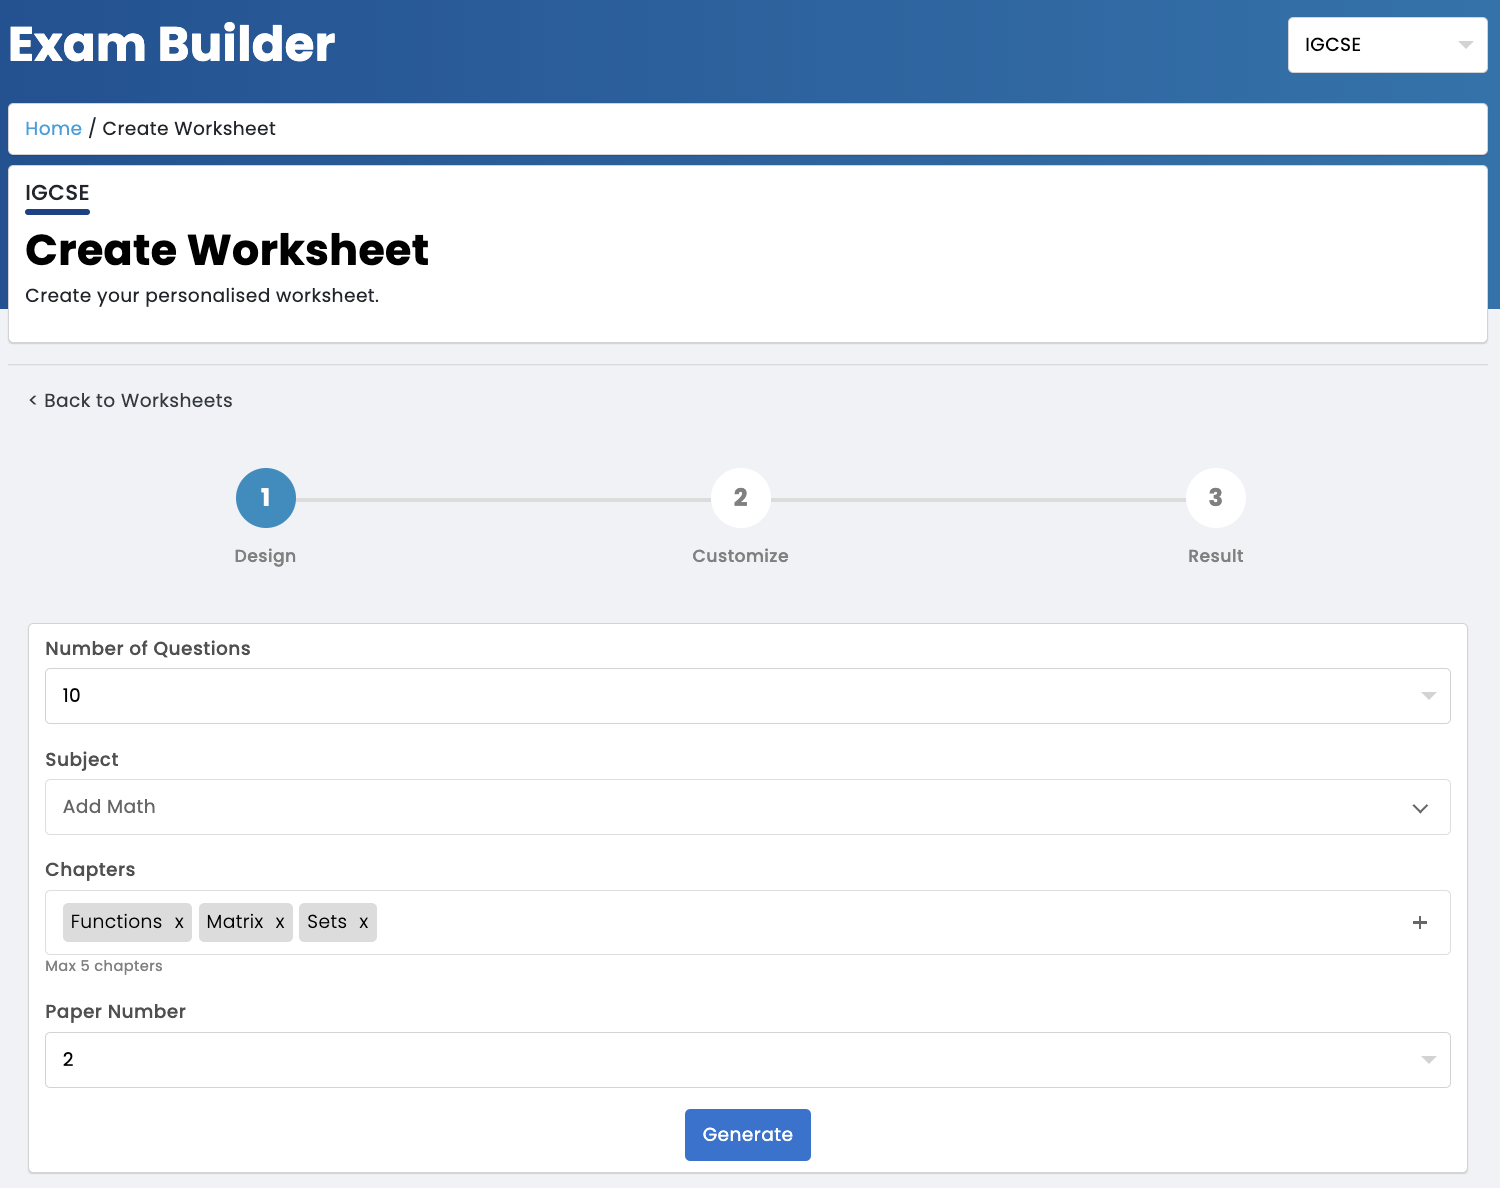 Exam Builder
IGCSE
Home / Create Worksheet
IGCSE
Create Worksheet
Create your personalised worksheet.
< Back to Worksheets
1
2
3
Design
Customize
Result
Number of Questions
10
Subject
Add Math
Chapters
Functions x Matrix x Sets x +
Max 5 chapters
Paper Number
2
Generate